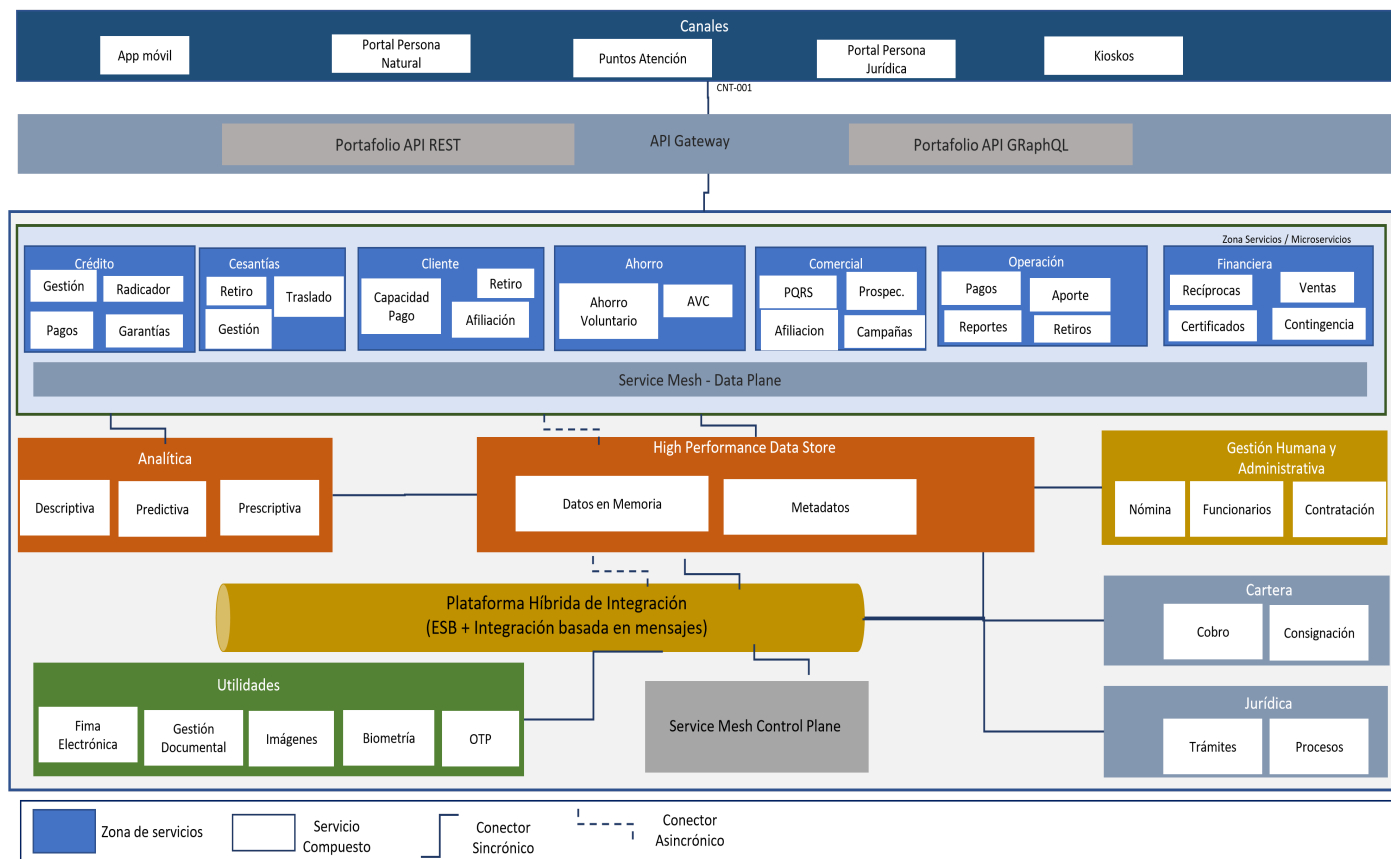 Canales
App móvil
Portal Persona
Natural
Puntos Atención
Portal Persona
Jurídica
Kioskos
CNT-001
Portafolio API REST
API Gateway
Portafolio API GRaphQL
Zona Servicios / Microservicios
Crédito
Gestión
Radicador
Pagos
Garantías
Cesantías
Retiro
Traslado
Gestión
Cliente
Capacidad
Pago
Retiro
Afiliación
Ahorro
Ahorro
Voluntario
AVC
Comercial
PQRS
Prospec.
Afiliacion
Campañas
Operación
Pagos
Aporte
Reportes
Retiros
Financiera
Recíprocas
Ventas
Certificados
Contingencia
Service Mesh - Data Plane
Analítica
Descriptiva
Predictiva
Prescriptiva
High Performance Data Store
Datos en Memoria
Metadatos
Gestión Humana y
Administrativa
Nómina
Funcionarios
Contratación
Plataforma Híbrida de Integración
(ESB + Integración basada en mensajes)
Cartera
Cobro
Consignación
Utilidades
Fima
Electrónica
Gestión
Documental
Imágenes
Biometría
OTP
Service Mesh Control Plane
Jurídica
Trámites
Procesos
Zona de servicios
Servicio
Compuesto
Conector
Sincrónico
Conector
Asincrónico